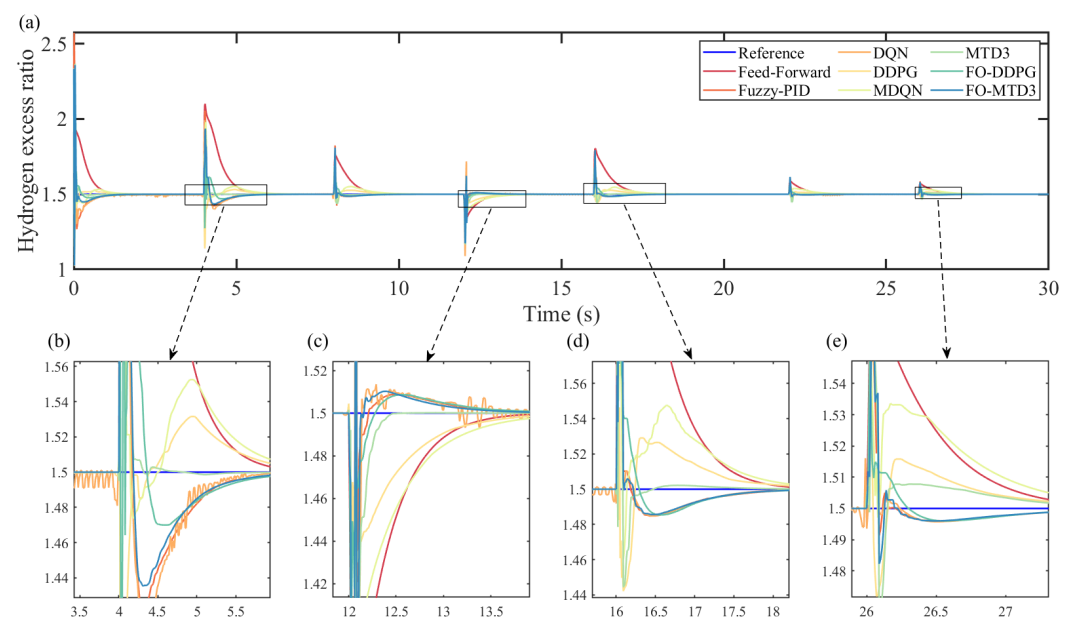 (a)
Hydrogen excess ratio
2.5
2
1.5
1
Reference DQN MTD3
Feed-Forward DDPG FO-DDPG
Fuzzy-PID MDQN FO-MTD3
0 5 10 15 20 25 30
Time (s)
(b) (c) (d) (e)
1.56
1.54
1.52
1.5
1.48
1.46
1.44
3.5 4 4.5 5 5.5
1.52
1.5
1.48
1.46
1.44
1.42
12 12.5 13 13.5
1.56
1.54
1.52
1.5
1.48
1.46
1.44
16 16.5 17 17.5 18
1.54
1.53
1.52
1.51
1.5
1.49
1.48
26 26.5 27